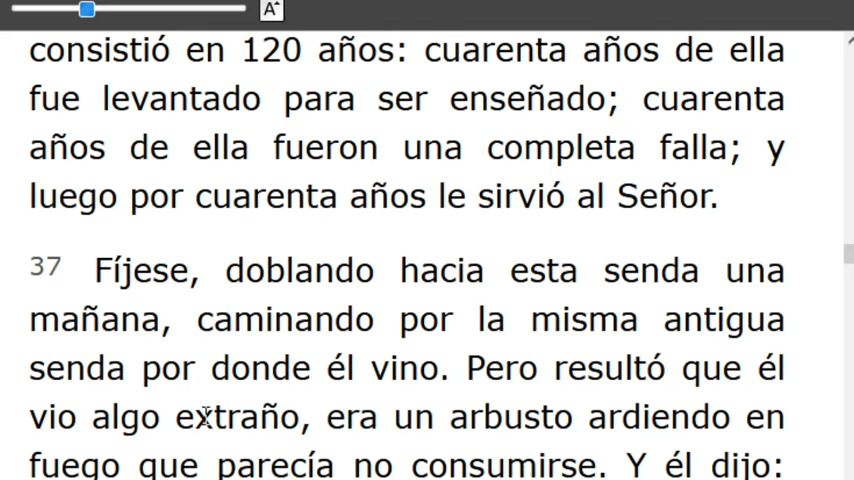 A
consistió en 120 años: cuarenta años de ella
fue levantado para ser enseñado; cuarenta
años de ella fueron una completa falla; y
luego por cuarenta años le sirvió al Señor.
37 Fíjese, doblando hacia esta senda una
mañana, caminando por la misma antigua
senda por donde él vino. Pero resultó que él
vio algo extraño, era un arbusto ardiendo en
fuego que parecía no consumirse. Y él dijo: